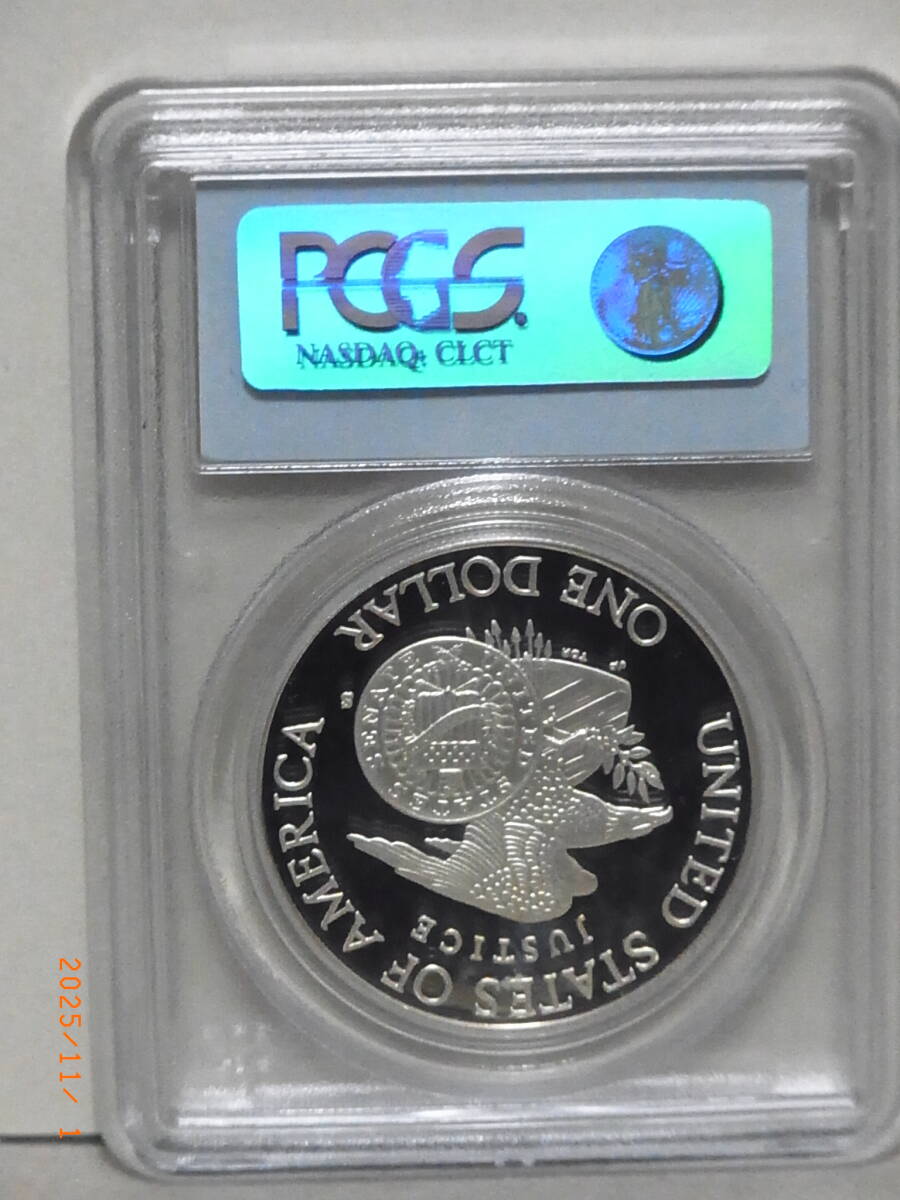 PCGS.
NASDAQ: CLCT
UNITED STATES OF AMERICA
JUSTICE
ONE DOLLAR
2025/11/ 1